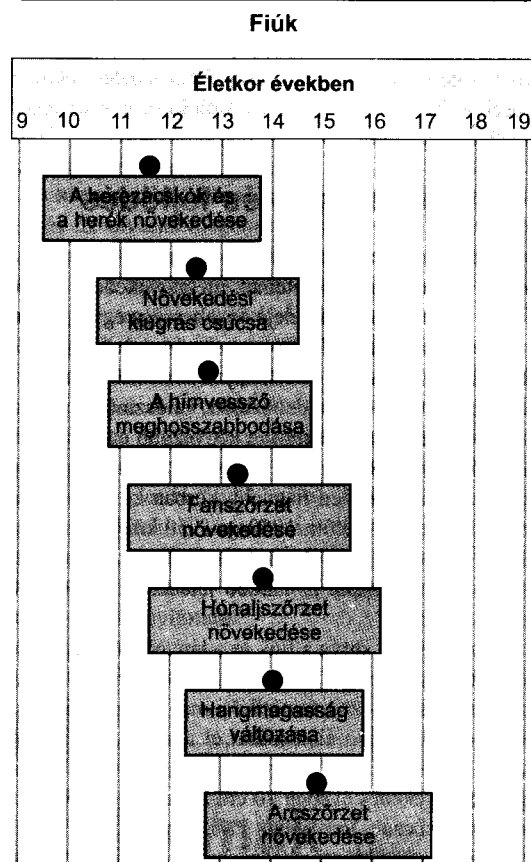 Fiúk
Életkor években
9 10 11 12 13 14 15 16 17 18 19
A herezacskók és
a herék növekedése
Növekedési
kiugrás csúcsa
A hímvessző
meghosszabbodása
Fanszőrzet
növekedése
Hónaljszőrzet
növekedése
Hangmagasság
változása
Arcszőrzet
növekedése